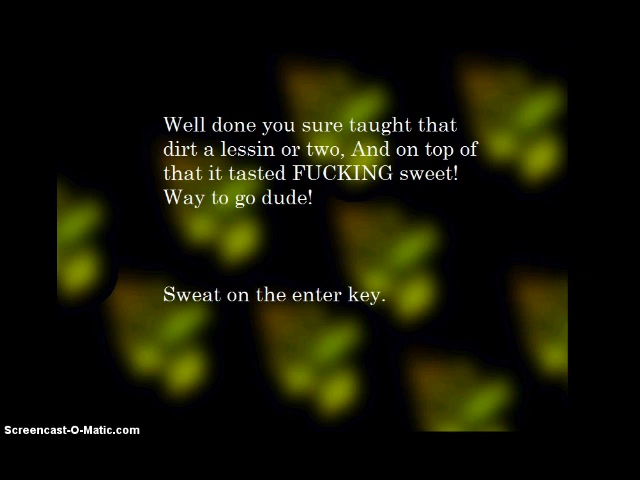 Well done you sure taught that
dirt a lessin or two, And on top of
that it tasted FUCKING sweet!
Way to go dude!
Sweat on the enter key.
Screencast-O-Matic.com